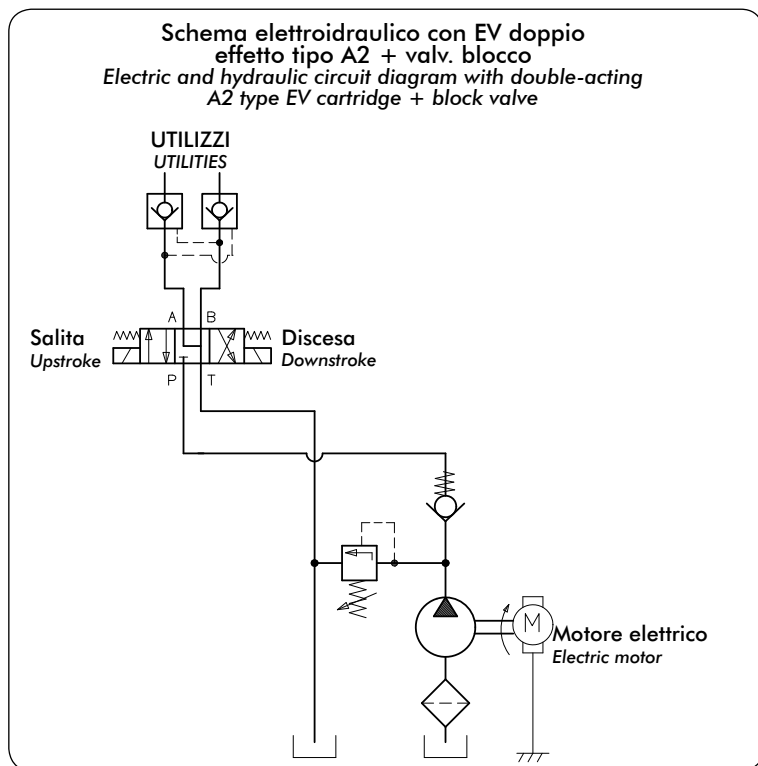 Schema elettroidraulico con EV doppio
effetto tipo A2 + valv. blocco
Electric and hydraulic circuit diagram with double-acting
A2 type EV cartridge + block valve
UTILIZZI
UTILITIES
A B
Salita
Upstroke
Discesa
Downstroke
P T
M
Motore elettrico
Electric motor